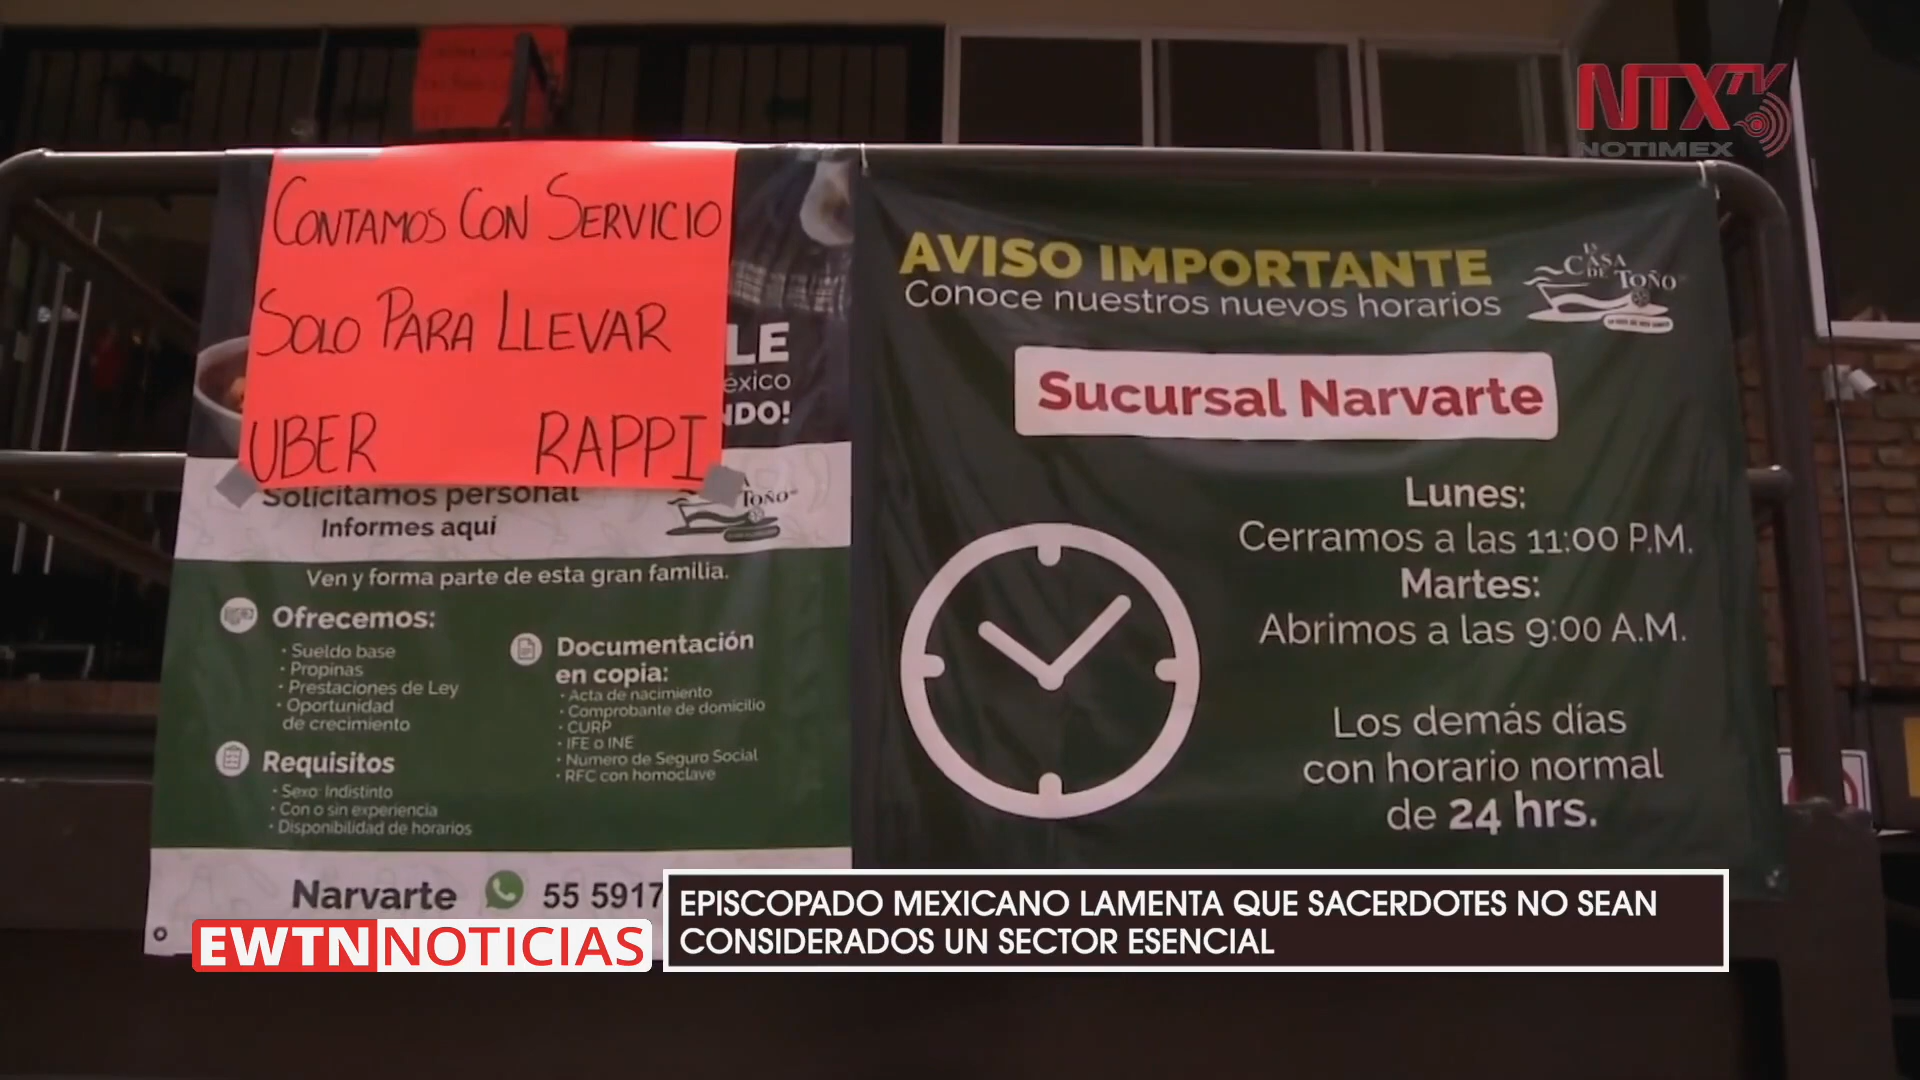 NTX TV
NOTIMEX
CONTAMOS CON SERVICIO
SOLO PARA LLEVAR
UBER RAPPI
LE
éxico
NDO!
Solicitamos personal
Informes aquí
TOÑO
Ven y forma parte de esta gran familia.
Ofrecemos:
· Sueldo base
· Propinas
· Prestaciones de Ley
· Oportunidad
de crecimiento
Requisitos
· Sexo: Indistinto
· Con o sin experiencia
· Disponibilidad de horarios
Documentación
en copia:
· Acta de nacimiento
· Comprobante de domicilio
· CURP
· IFE o INE
· Numero de Seguro Social
· RFC con homoclave
Narvarte 55 5917
AVISO IMPORTANTE
Conoce nuestros nuevos horarios
LA
CASA
DE TOÑO
Sucursal Narvarte
Lunes:
Cerramos a las 11:00 P.M.
Martes:
Abrimos a las 9:00 A.M.
Los demás días
con horario normal
de 24 hrs.
EWTN NOTICIAS
EPISCOPADO MEXICANO LAMENTA QUE SACERDOTES NO SEAN
CONSIDERADOS UN SECTOR ESENCIAL